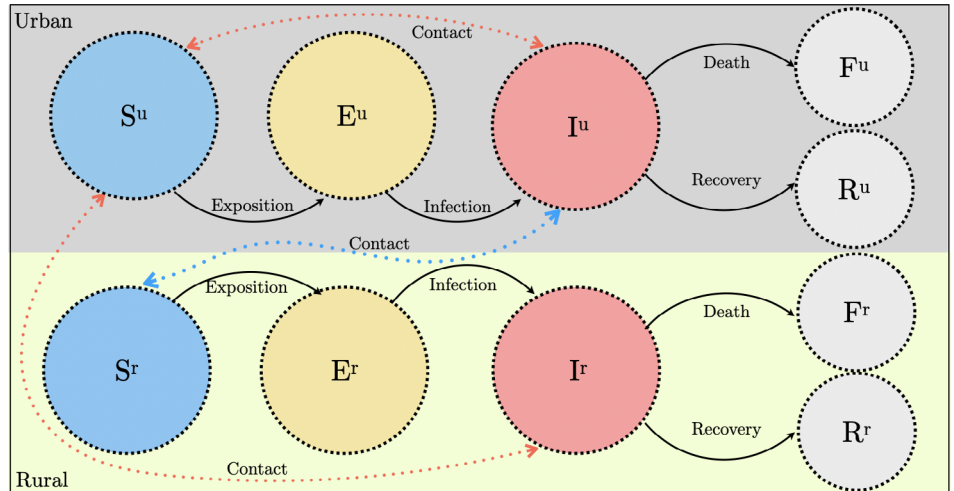 Urban
Contact
Death
Fᵘ
Sᵘ
Eᵘ
Iᵘ
Recovery
Rᵘ
Exposition
Infection
Contact
Exposition
Infection
Death
Fʳ
Sʳ
Eʳ
Iʳ
Recovery
Rʳ
Contact
Rural